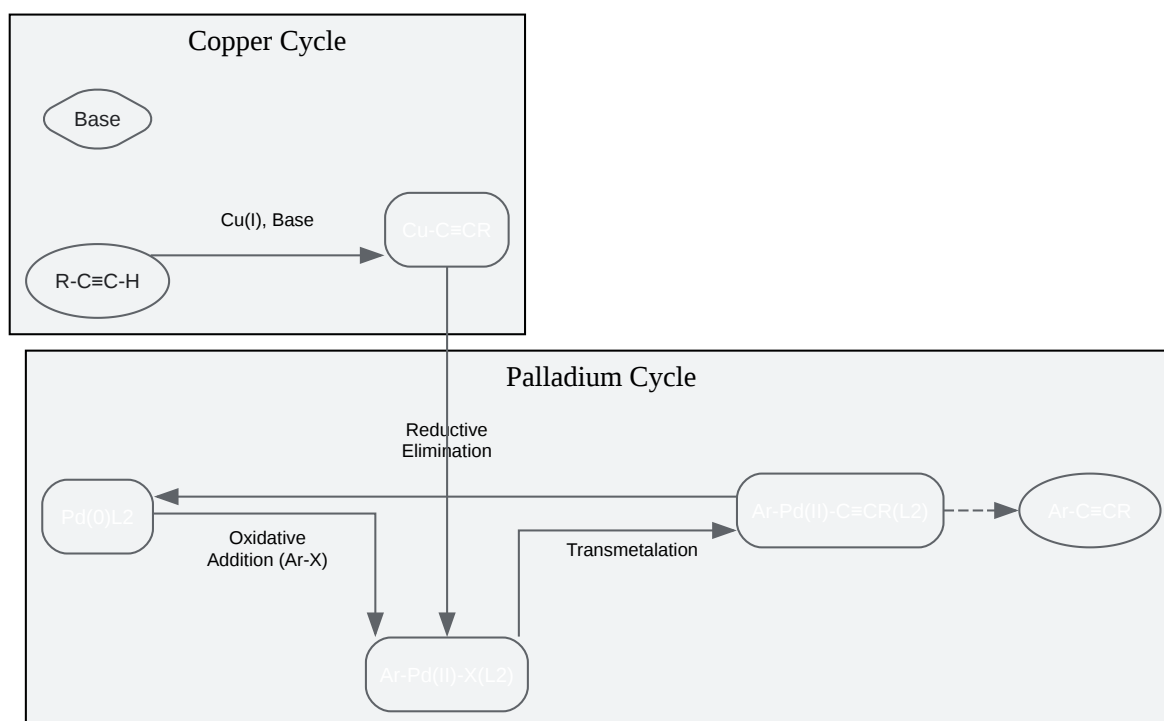 Copper Cycle
Base
Cu(I), Base
Cu-C≡CR
R-C≡C-H
Palladium Cycle
Reductive
Elimination
Pd(0)L2
Oxidative
Addition (Ar-X)
Transmetalation
Ar-Pd(II)-C≡CR(L2)
Ar-C≡CR
Ar-Pd(II)-X(L2)